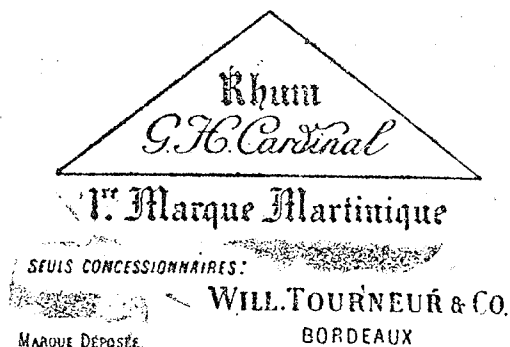 Rhum
G. H. Cardinal
1re. Marque Martinique
SEULS CONCESSIONNAIRES:
WILL. TOURNEUR & CO.
BORDEAUX
MARQUE DÉPOSÉE.